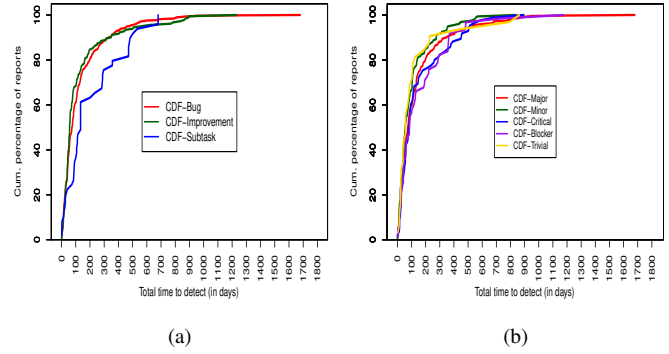 Cum. percentage of reports
0 20 40 60 80 100
CDF-Bug
CDF-Improvement
CDF-Subtask
0 100 200 300 400 500 600 700 800 900 1000 1100 1200 1300 1400 1500 1600 1700 1800
Total time to detect (in days)
(a)
Cum. percentage of reports
0 20 40 60 80 100
CDF-Major
CDF-Minor
CDF-Critical
CDF-Blocker
CDF-Trivial
0 100 200 300 400 500 600 700 800 900 1000 1100 1200 1300 1400 1500 1600 1700 1800
Total time to detect (in days)
(b)